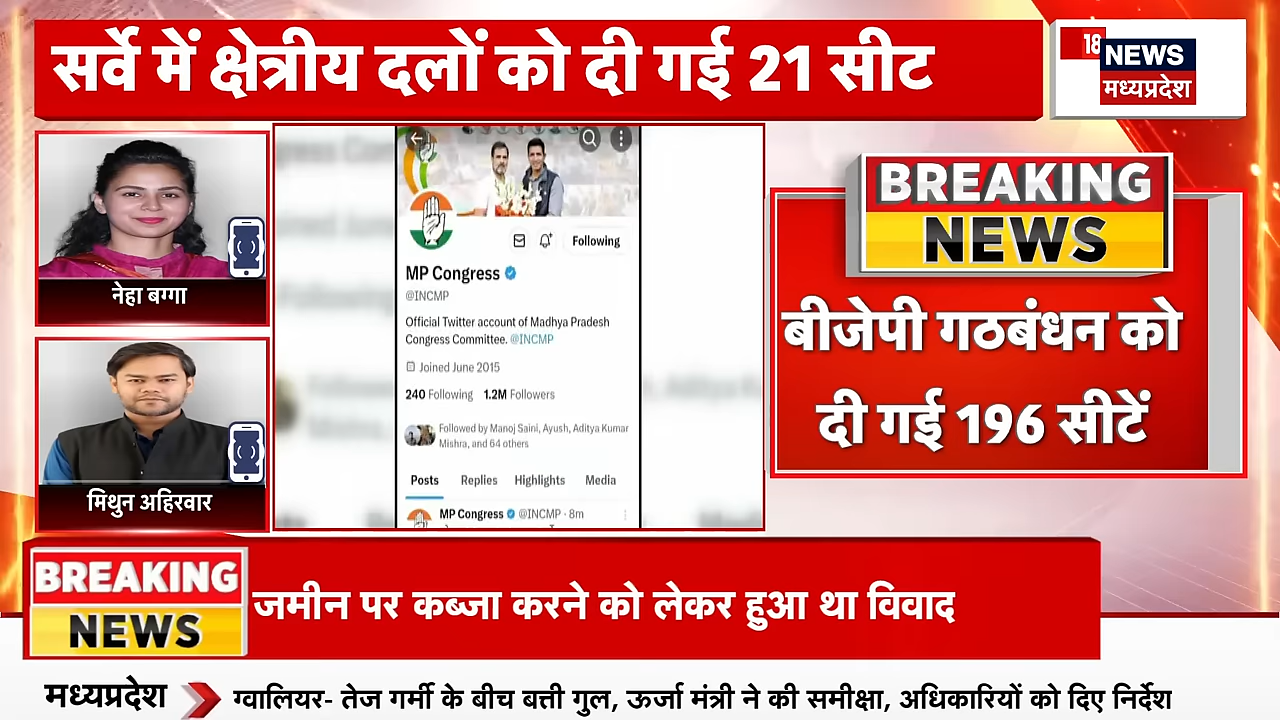 सर्वे में क्षेत्रीय दलों को दी गई 21 सीट
18
NEWS
मध्यप्रदेश
नेहा बग्गा
मिथुन अहिरवार
Following
MP Congress
@INCMP
Official Twitter account of Madhya Pradesh
Congress Committee. @INCMP
Joined June 2015
240 Following 1.2M Followers
Followed by Manoj Saini, Ayush, Aditya Kumar
Mishra, and 64 others
Posts Replies Highlights Media
MP Congress @INCMP · 8m
BREAKING
NEWS
बीजेपी गठबंधन को
दी गई 196 सीटें
BREAKING
NEWS
जमीन पर कब्जा करने को लेकर हुआ था विवाद
मध्यप्रदेश
ग्वालियर- तेज गर्मी के बीच बत्ती गुल, ऊर्जा मंत्री ने की समीक्षा, अधिकारियों को दिए निर्देश